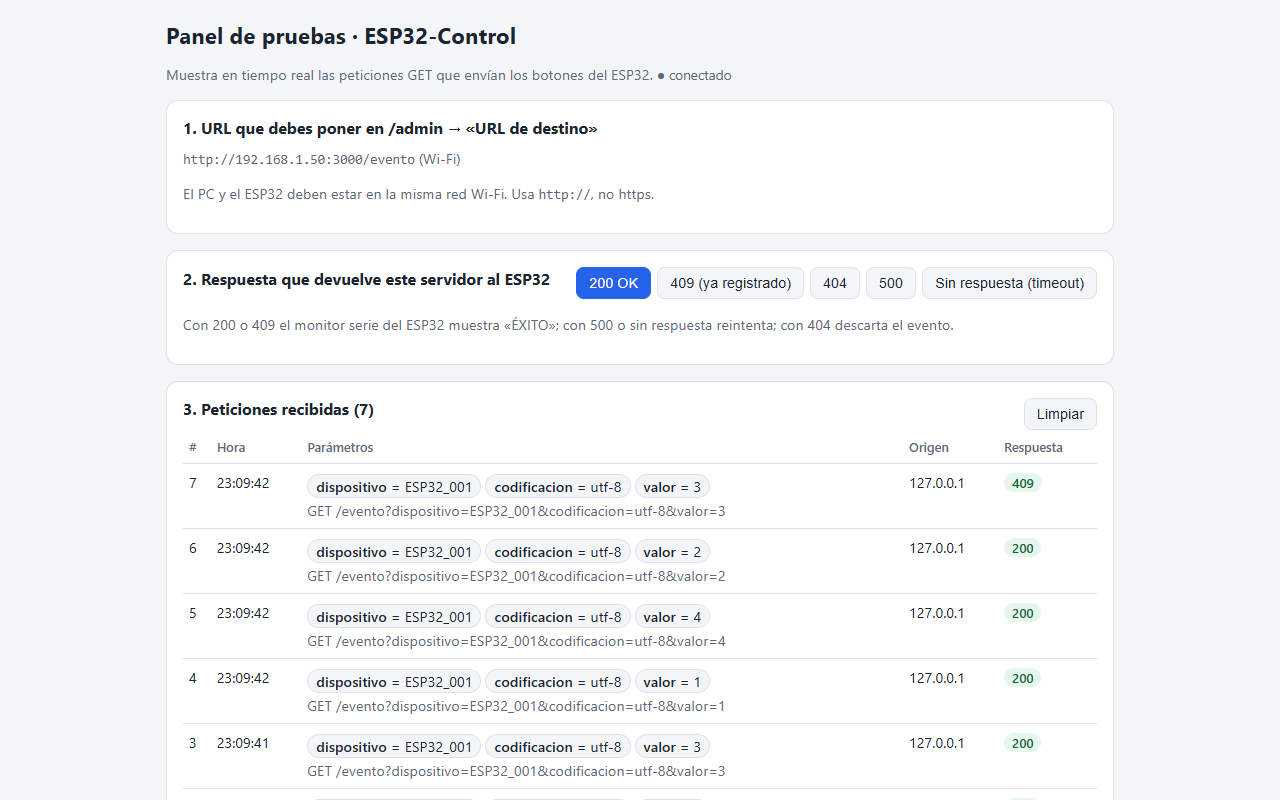 Panel de pruebas · ESP32-Control
Muestra en tiempo real las peticiones GET que envían los botones del ESP32. ● conectado
1. URL que debes poner en /admin → «URL de destino»
http://192.168.1.50:3000/evento (Wi-Fi)
El PC y el ESP32 deben estar en la misma red Wi-Fi. Usa http://, no https.
2. Respuesta que devuelve este servidor al ESP32 200 OK 409 (ya registrado) 404 500 Sin respuesta (timeout)
Con 200 o 409 el monitor serie del ESP32 muestra «ÉXITO»; con 500 o sin respuesta reintenta; con 404 descarta el evento.
3. Peticiones recibidas (7) Limpiar
# Hora Parámetros Origen Respuesta
7 23:09:42 dispositivo = ESP32_001 codificacion = utf-8 valor = 3 127.0.0.1 409
GET /evento?dispositivo=ESP32_001&codificacion=utf-8&valor=3
6 23:09:42 dispositivo = ESP32_001 codificacion = utf-8 valor = 2 127.0.0.1 200
GET /evento?dispositivo=ESP32_001&codificacion=utf-8&valor=2
5 23:09:42 dispositivo = ESP32_001 codificacion = utf-8 valor = 4 127.0.0.1 200
GET /evento?dispositivo=ESP32_001&codificacion=utf-8&valor=4
4 23:09:42 dispositivo = ESP32_001 codificacion = utf-8 valor = 1 127.0.0.1 200
GET /evento?dispositivo=ESP32_001&codificacion=utf-8&valor=1
3 23:09:41 dispositivo = ESP32_001 codificacion = utf-8 valor = 3 127.0.0.1 200
GET /evento?dispositivo=ESP32_001&codificacion=utf-8&valor=3